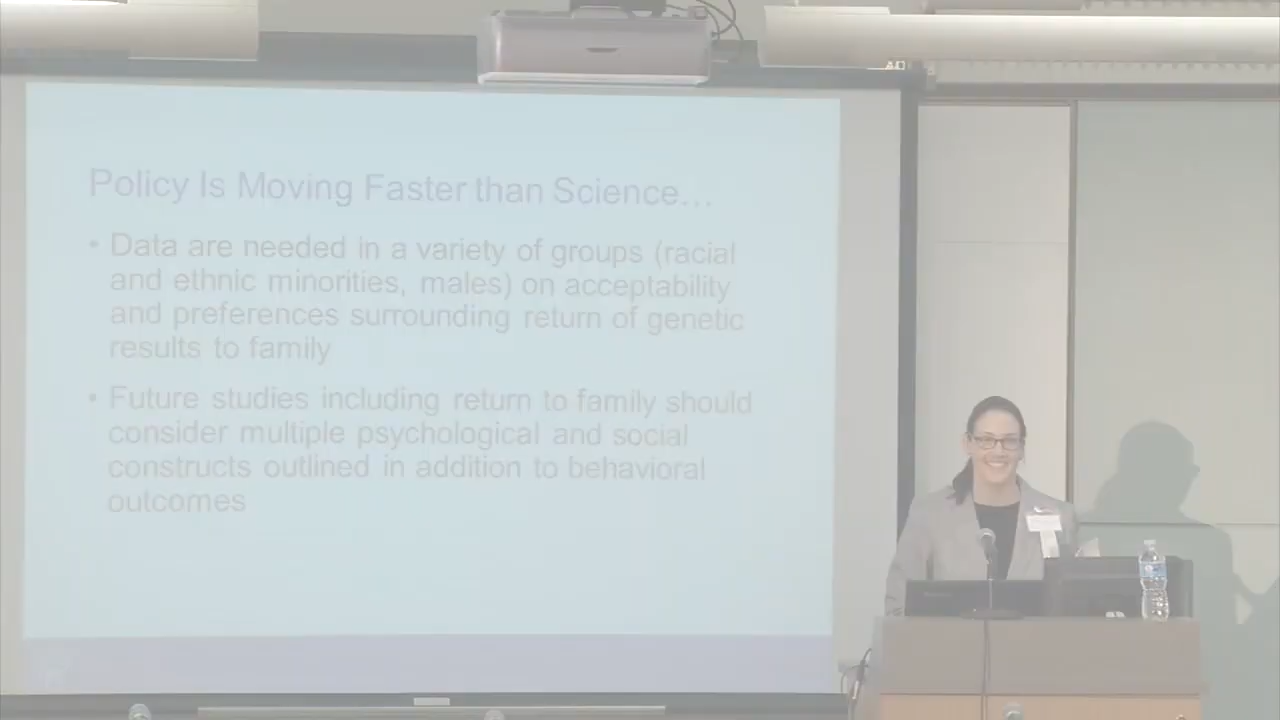 Policy Is Moving Faster than Science...
• Data are needed in a variety of groups (racial
and ethnic minorities, males) on acceptability
and preferences surrounding return of genetic
results to family
• Future studies including return to family should
consider multiple psychological and social
constructs outlined in addition to behavioral
outcomes